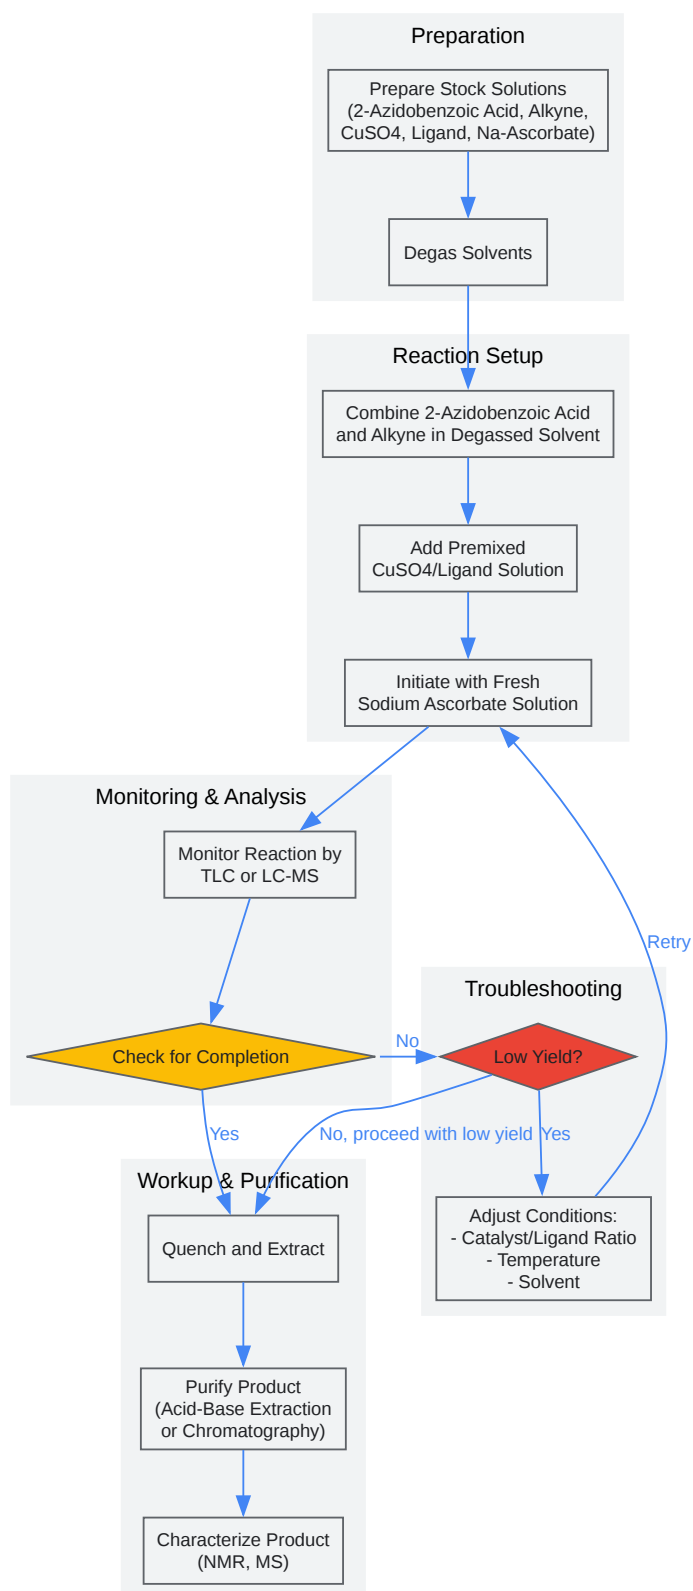 Preparation
Prepare Stock Solutions
(2-Azidobenzoic Acid, Alkyne,
CuSO4, Ligand, Na-Ascorbate)
Degas Solvents
Reaction Setup
Combine 2-Azidobenzoic Acid
and Alkyne in Degassed Solvent
Add Premixed
CuSO4/Ligand Solution
Initiate with Fresh
Sodium Ascorbate Solution
Monitoring & Analysis
Monitor Reaction by
TLC or LC-MS
Retry
Troubleshooting
Check for Completion
No
Low Yield?
Yes
No, proceed with low yield
Yes
Workup & Purification
Quench and Extract
Adjust Conditions:
- Catalyst/Ligand Ratio
- Temperature
- Solvent
Purify Product
(Acid-Base Extraction
or Chromatography)
Characterize Product
(NMR, MS)